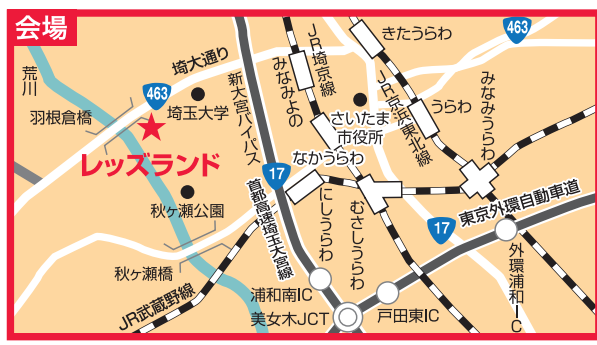 会場
荒川
羽根倉橋
埼大通り
463
埼玉大学
レッズランド
秋ヶ瀬公園
秋ヶ瀬橋
JR武蔵野線
新大宮バイパス
17
首都高速埼玉大宮線
みなみよの
JR埼京線
さいたま
市役所
なかうらわ
にしうらわ
むさしうらわ
きたうらわ
463
JR京浜東北線
うらわ
みなみうらわ
17
東京外環自動車道
外環浦和IC
浦和南IC
美女木JCT
戸田東IC